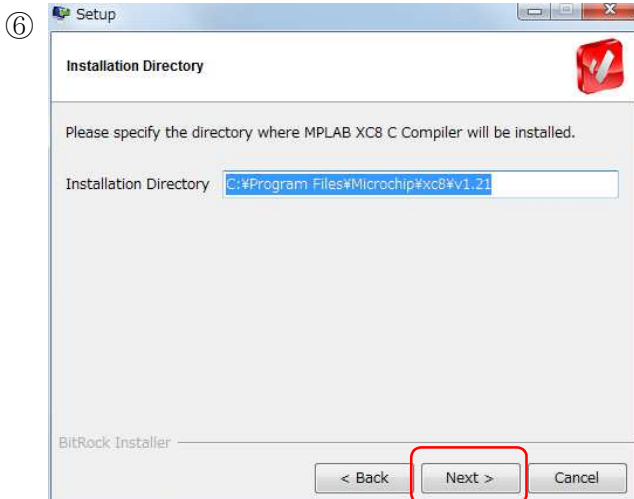 ⑥
Setup
Installation Directory
Please specify the directory where MPLAB XC8 C Compiler will be installed.
Installation Directory C:¥Program Files¥Microchip¥xc8¥v1.21
BitRock Installer
< Back Next > Cancel